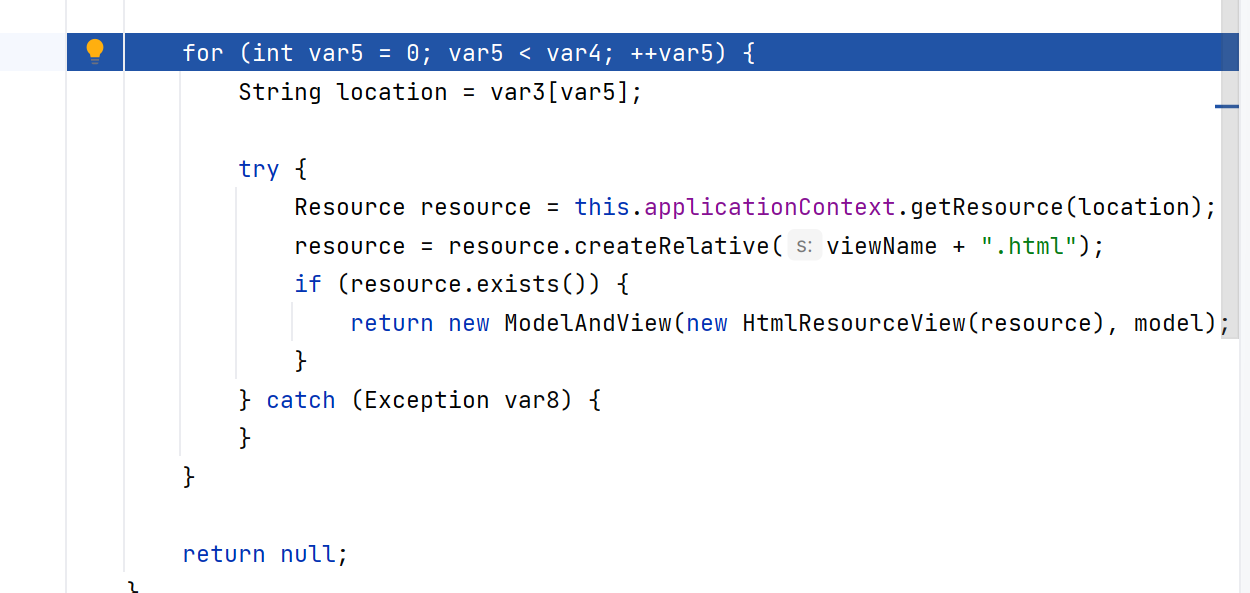 for (int var5 = 0; var5 < var4; ++var5) {
String location = var3[var5];
try {
Resource resource = this.applicationContext.getResource(location);
resource = resource.createRelative( s: viewName + ".html");
if (resource.exists()) {
return new ModelAndView(new HtmlResourceView(resource), model);
}
} catch (Exception var8) {
}
}
return null;
}